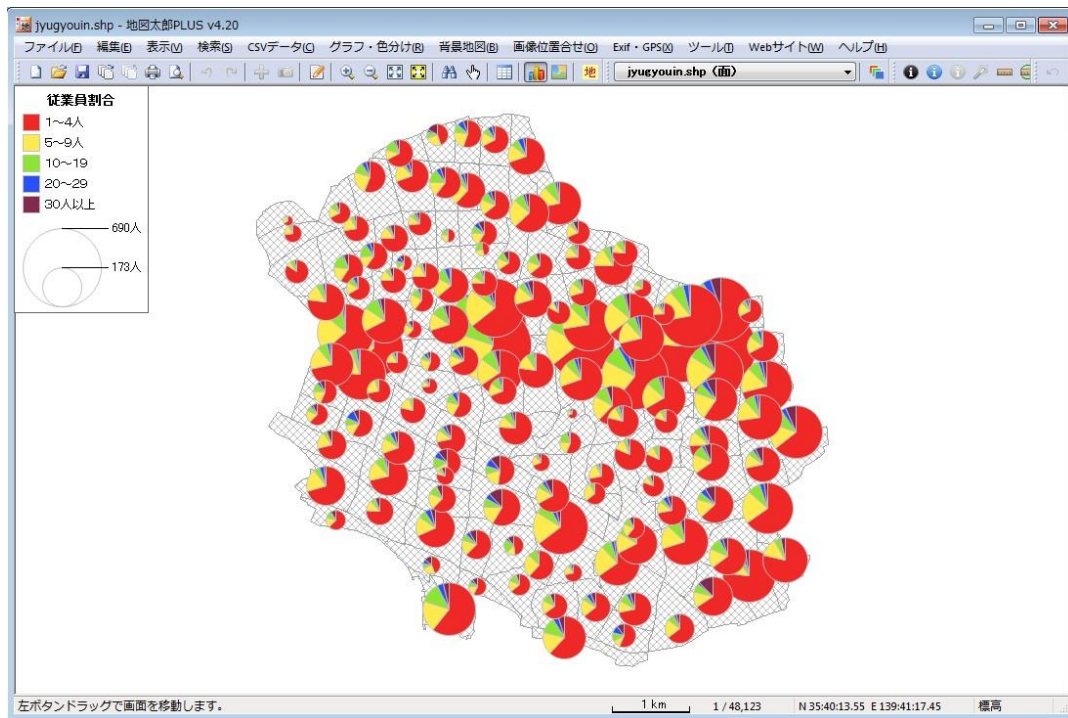 jyugyouin.shp - 地図太郎PLUS v4.20
ファイル(F) 編集(E) 表示(V) 検索(S) CSVデータ(C) グラフ・色分け(R) 背景地図(B) 画像位置合せ(O) Exif・GPS(X) ツール(T) Webサイト(W) ヘルプ(H)
地 jyugyouin.shp (面)
従業員割合
1～4人
5～9人
10～19
20～29
30人以上
690人
173人
左ボタンドラッグで画面を移動します。 1 km 1 / 48,123 N 35:40:13.55 E 139:41:17.45 標高